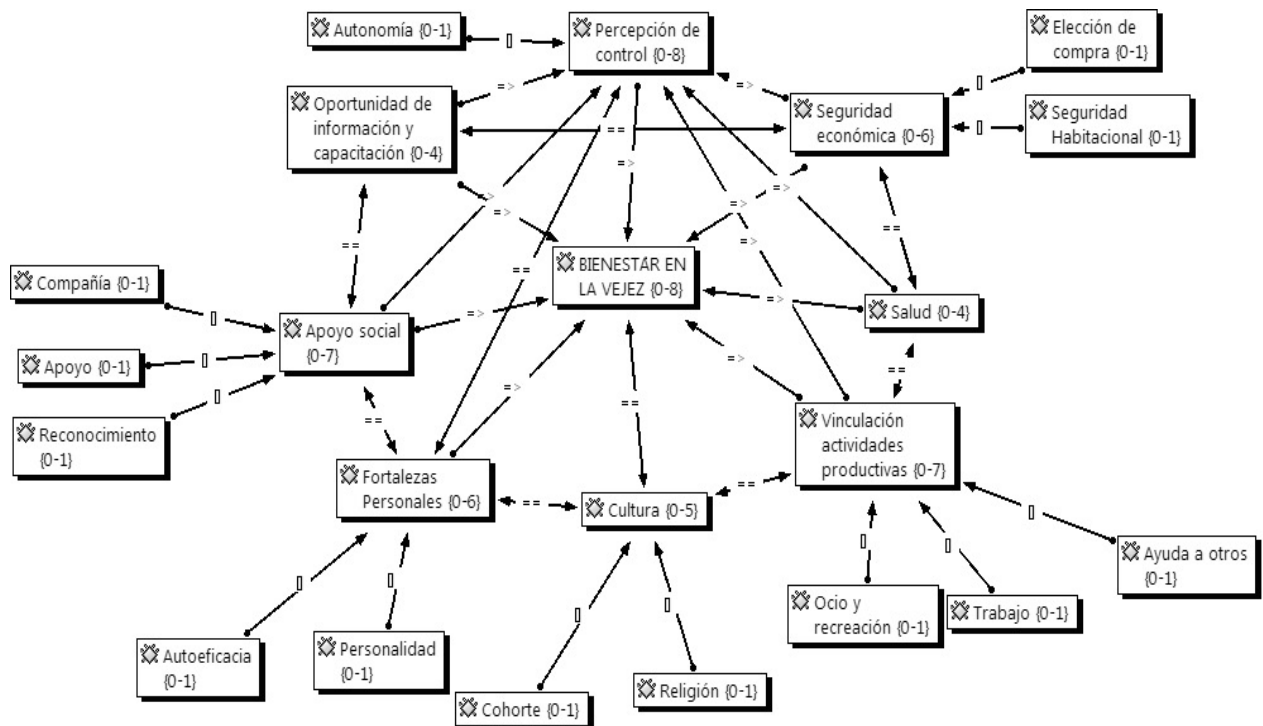 Autonomía {0-1}
Percepción de
control {0-8}
Elección de
compra {0-1}
Oportunidad de
información y
capacitación {0-4}
Seguridad
económica {0-6}
Seguridad
Habitacional {0-1}
[]
=>
=>
[]
[]
==
=>
=>
=>
=>
=>
==
==
==
=>
BIENESTAR EN
LA VEJEZ {0-8}
Compañía {0-1}
Apoyo social
{0-7}
Salud {0-4}
Apoyo {0-1}
Reconocimiento
{0-1}
[]
[]
[]
=>
=>
=>
=>
==
==
==
Fortalezas
Personales {0-6}
Cultura {0-5}
Vinculación
actividades
productivas {0-7}
==
==
[]
[]
[]
[]
[]
[]
[]
Ayuda a otros
{0-1}
Ocio y
recreación {0-1}
Trabajo {0-1}
Autoeficacia
{0-1}
Personalidad
{0-1}
Cohorte {0-1}
Religión {0-1}